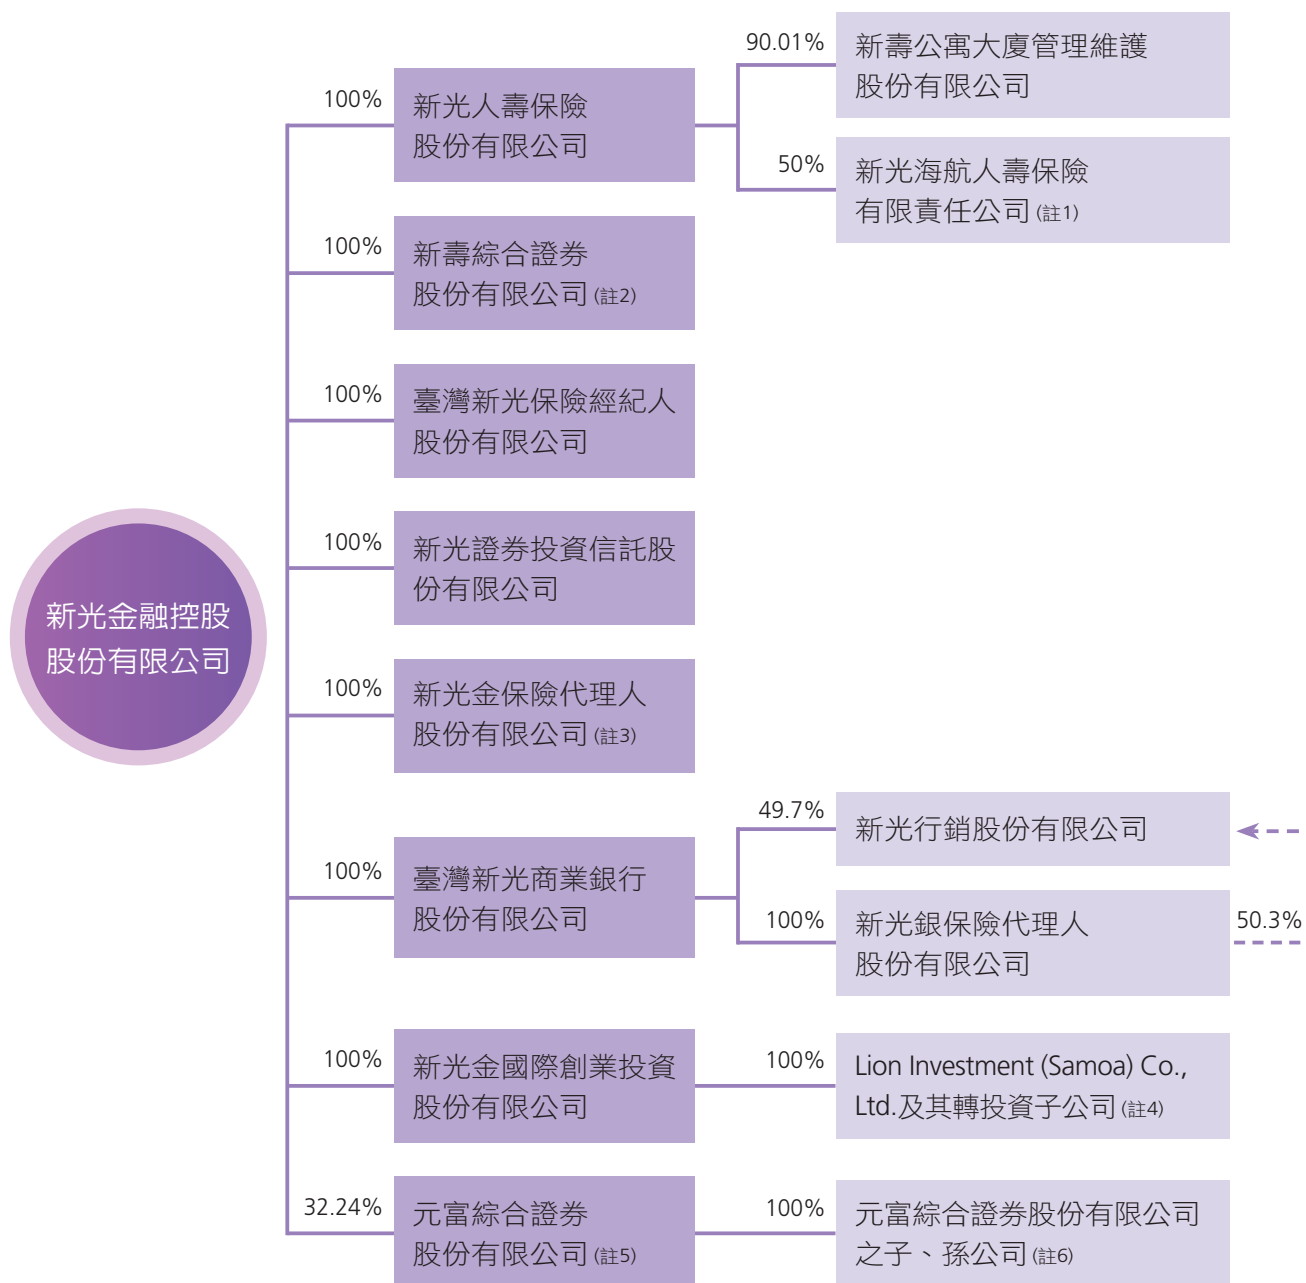 新光金融控股
股份有限公司
100%
新光人壽保險
股份有限公司
90.01%
新壽公寓大廈管理維護
股份有限公司
50%
新光海航人壽保險
有限責任公司 (註1)
100%
新壽綜合證券
股份有限公司 (註2)
100%
臺灣新光保險經紀人
股份有限公司
100%
新光證券投資信託股
份有限公司
100%
新光金保險代理人
股份有限公司 (註3)
100%
臺灣新光商業銀行
股份有限公司
49.7%
新光行銷股份有限公司
100%
新光銀保險代理人
股份有限公司
50.3%
100%
新光金國際創業投資
股份有限公司
100%
Lion Investment (Samoa) Co.,
Ltd.及其轉投資子公司 (註4)
32.24%
元富綜合證券
股份有限公司 (註5)
100%
元富綜合證券股份有限公司
之子、孫公司 (註6)